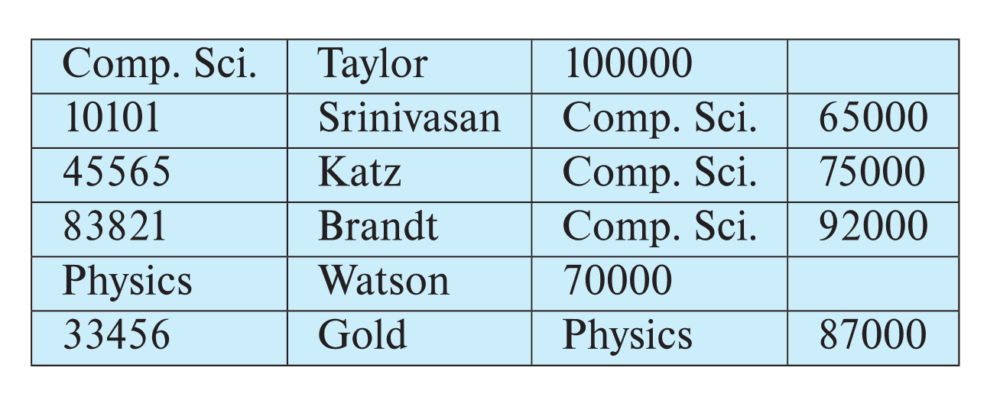 Comp. Sci. Taylor 100000
10101 Srinivasan Comp. Sci. 65000
45565 Katz Comp. Sci. 75000
83821 Brandt Comp. Sci. 92000
Physics Watson 70000
33456 Gold Physics 87000